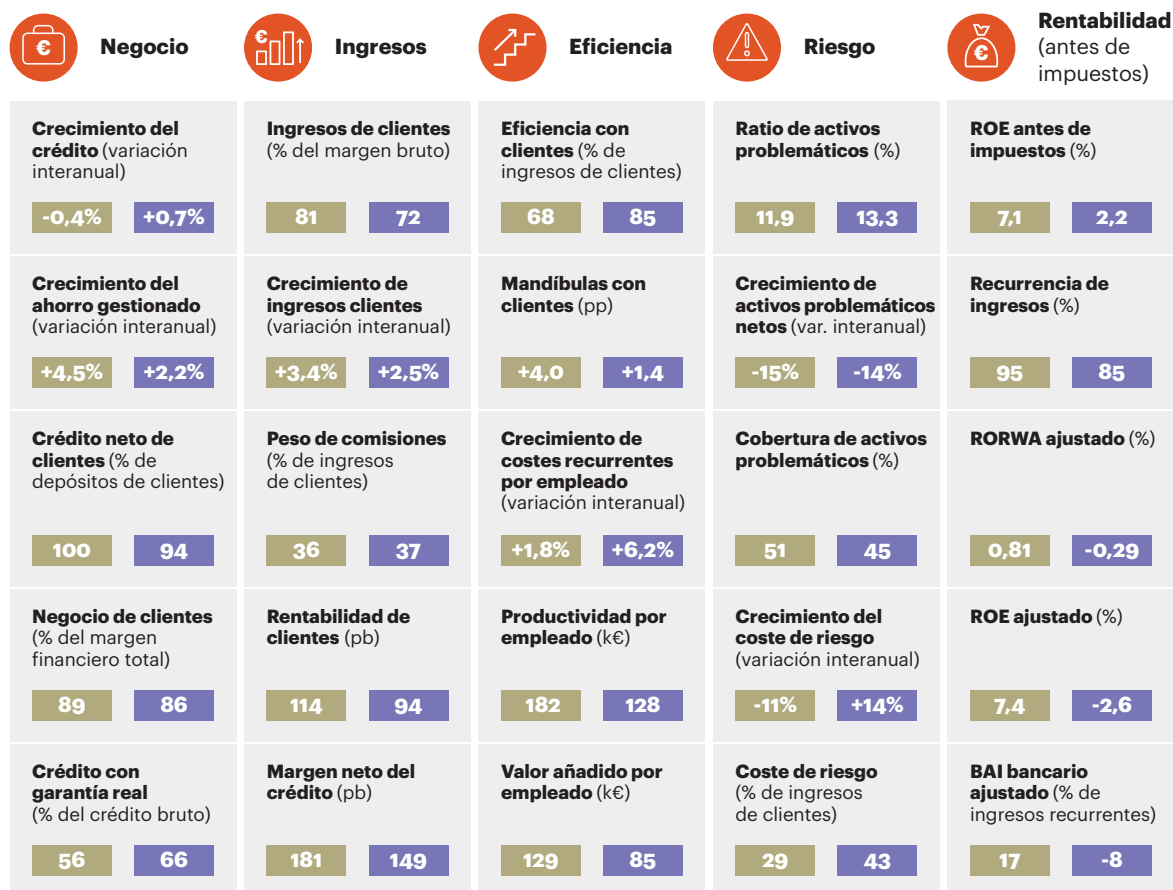 €
Negocio
€
Ingresos
Eficiencia
Riesgo
€
Rentabilidad
(antes de
impuestos)
Crecimiento del
crédito (variación
interanual)
-0,4% +0,7%
Ingresos de clientes
(% del margen bruto)
81 72
Eficiencia con
clientes (% de
ingresos de clientes)
68 85
Ratio de activos
problemáticos (%)
11,9 13,3
ROE antes de
impuestos (%)
7,1 2,2
Crecimiento del
ahorro gestionado
(variación interanual)
+4,5% +2,2%
Crecimiento de
ingresos clientes
(variación interanual)
+3,4% +2,5%
Mandíbulas con
clientes (pp)
+4,0 +1,4
Crecimiento de
activos problemáticos
netos (var. interanual)
-15% -14%
Recurrencia de
ingresos (%)
95 85
Crédito neto de
clientes (% de
depósitos de clientes)
100 94
Peso de comisiones
(% de ingresos
de clientes)
36 37
Crecimiento de
costes recurrentes
por empleado
(variación interanual)
+1,8% +6,2%
Cobertura de activos
problemáticos (%)
51 45
RORWA ajustado (%)
0,81 -0,29
Negocio de clientes
(% del margen
financiero total)
89 86
Rentabilidad de
clientes (pb)
114 94
Productividad por
empleado (k€)
182 128
Crecimiento del
coste de riesgo
(variación interanual)
-11% +14%
ROE ajustado (%)
7,4 -2,6
Crédito con
garantía real
(% del crédito bruto)
56 66
Margen neto del
crédito (pb)
181 149
Valor añadido por
empleado (k€)
129 85
Coste de riesgo
(% de ingresos
de clientes)
29 43
BAI bancario
ajustado (% de
ingresos recurrentes)
17 -8